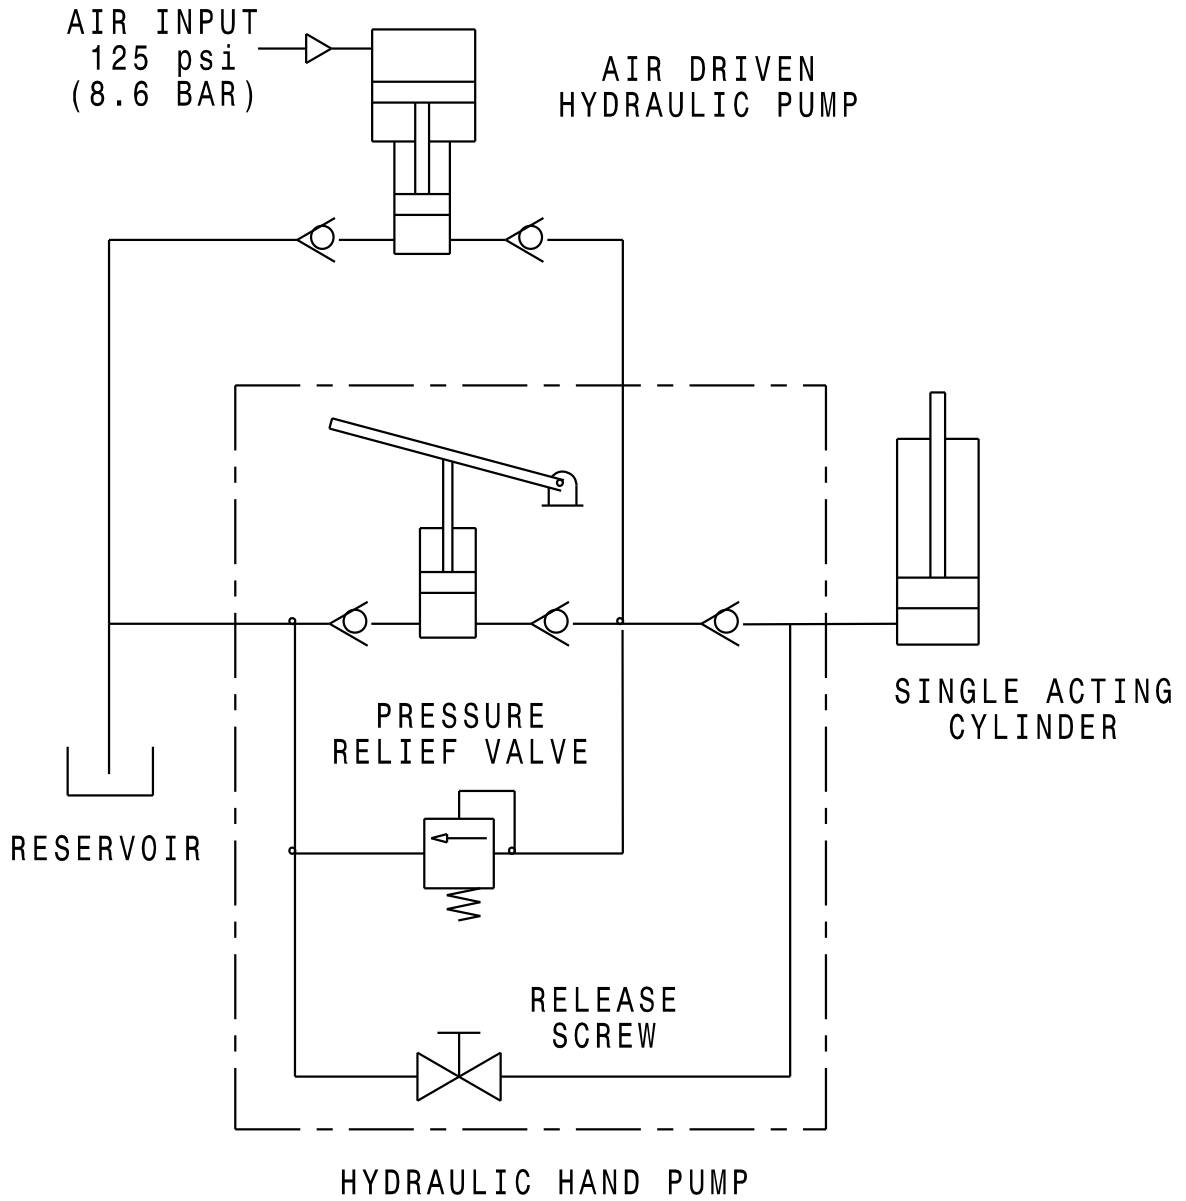 AIR INPUT
125 psi
(8.6 BAR)
AIR DRIVEN
HYDRAULIC PUMP
SINGLE ACTING
CYLINDER
PRESSURE
RELIEF VALVE
RESERVOIR
RELEASE
SCREW
HYDRAULIC HAND PUMP